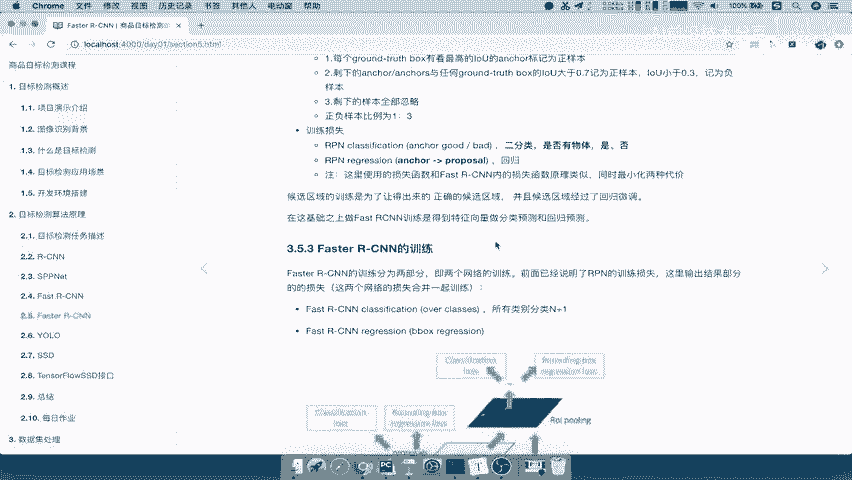 Chrome 文件 修改 视图 历史记录 书签 其他人 电动窗 帮助
100%
Faster R-CNN | 商品目标检测
localhost:4000/day01/section5.html
商品目标检测课程
1. 目标检测概述
1.1. 项目演示介绍
1.2. 图像识别背景
1.3. 什么是目标检测
1.4. 目标检测应用场景
1.5. 开发环境搭建
2. 目标检测算法原理
2.1. 目标检测任务描述
2.2. R-CNN
2.3. SPPNet
2.4. Fast R-CNN
2.5. Faster R-CNN
2.6. YOLO
2.7. SSD
2.8. TensorFlowSSD接口
2.9. 总结
2.10. 每日作业
3. 数据集处理
1.每个ground-truth box有着最高的IoU的anchor标记为正样本
2.剩下的anchor/anchors与任何ground-truth box的IoU大于0.7记为正样本，IoU小于0.3，记为负
样本
3.剩下的样本全部忽略
正负样本比例为1：3
训练损失
RPN classification (anchor good / bad) ，二分类，是否有物体，是、否
RPN regression (anchor -> proposal) ，回归
注：这里使用的损失函数和Fast R-CNN内的损失函数原理类似，同时最小化两种代价
候选区域的训练是为了让得出来的 正确的候选区域， 并且候选区域经过了回归微调。
在这基础之上做Fast RCNN训练是得到特征向量做分类预测和回归预测。
3.5.3 Faster R-CNN的训练
Faster R-CNN的训练分为两部分，即两个网络的训练。前面已经说明了RPN的训练损失，这里输出结果部分
的的损失（这两个网络的损失合并一起训练）：
Fast R-CNN classification (over classes) ，所有类别分类N+1
Fast R-CNN regression (bbox regression)
Classification
loss
Bounding-box
regression loss
Classification
loss
Bounding-box
regression loss
RoI pooling